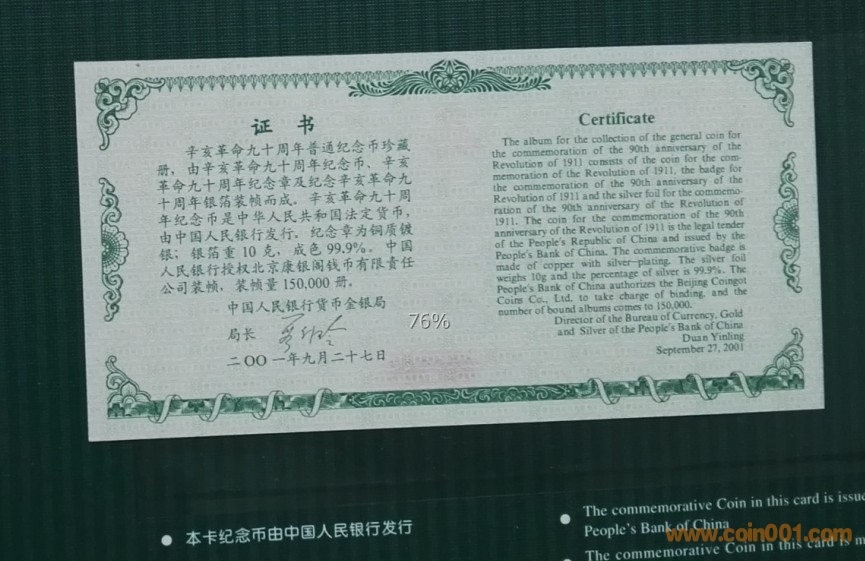 证 书
辛亥革命九十周年普通纪念币珍藏
册，由辛亥革命九十周年纪念币、辛亥
革命九十周年纪念章及纪念辛亥革命九
十周年银箔装帧而成。辛亥革命九十周
年纪念币是中华人民共和国法定货币，
由中国人民银行发行。纪念章为铜质镀
银；银箔重 10 克，成色 99.9%。中国
人民银行授权北京康银阁钱币有限责任
公司装帧，装帧量 150,000 册。
中国人民银行货币金银局
局长
二〇〇一年九月二十七日
Certificate
The album for the collection of the general coin for
the commemoration of the 90th anniversary of the
Revolution of 1911 consists of the coin for the com-
memoration of the Revolution of 1911, the badge for
the commemoration of the 90th anniversary of the
Revolution of 1911 and the silver foil for the commemo-
ration of the 90th anniversary of the Revolution of
1911. The coin for the commemoration of the 90th
anniversary of the Revolution of 1911 is the legal tender
of the People's Republic of China and issued by the
People's Bank of China. The commemorative badge is
made of copper with silver-plating. The silver foil
weighs 10g and the percentage of silver is 99.9%. The
People's Bank of China authorizes the Beijing Coingot
Coins Co., Ltd. to take charge of binding, and the
number of bound albums comes to 150,000.
Director of the Bureau of Currency, Gold
and Silver of the People's Bank of China
Duan Yinling
September 27, 2001
76%
● 本卡纪念币由中国人民银行发行
● The commemorative Coin in this card is issu
People's Bank of China
www.coin001.com
● The commemorative Coin in this card is m